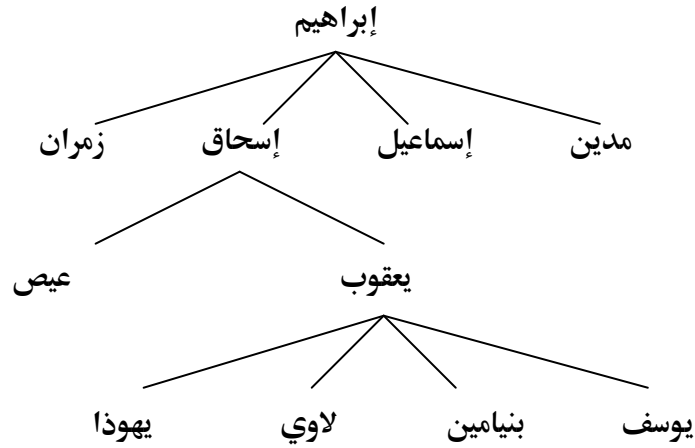 إبراهيم
مدين إسماعيل إسحاق زمران
يعقوب عيص
يوسف بنيامين لاوي يهوذا